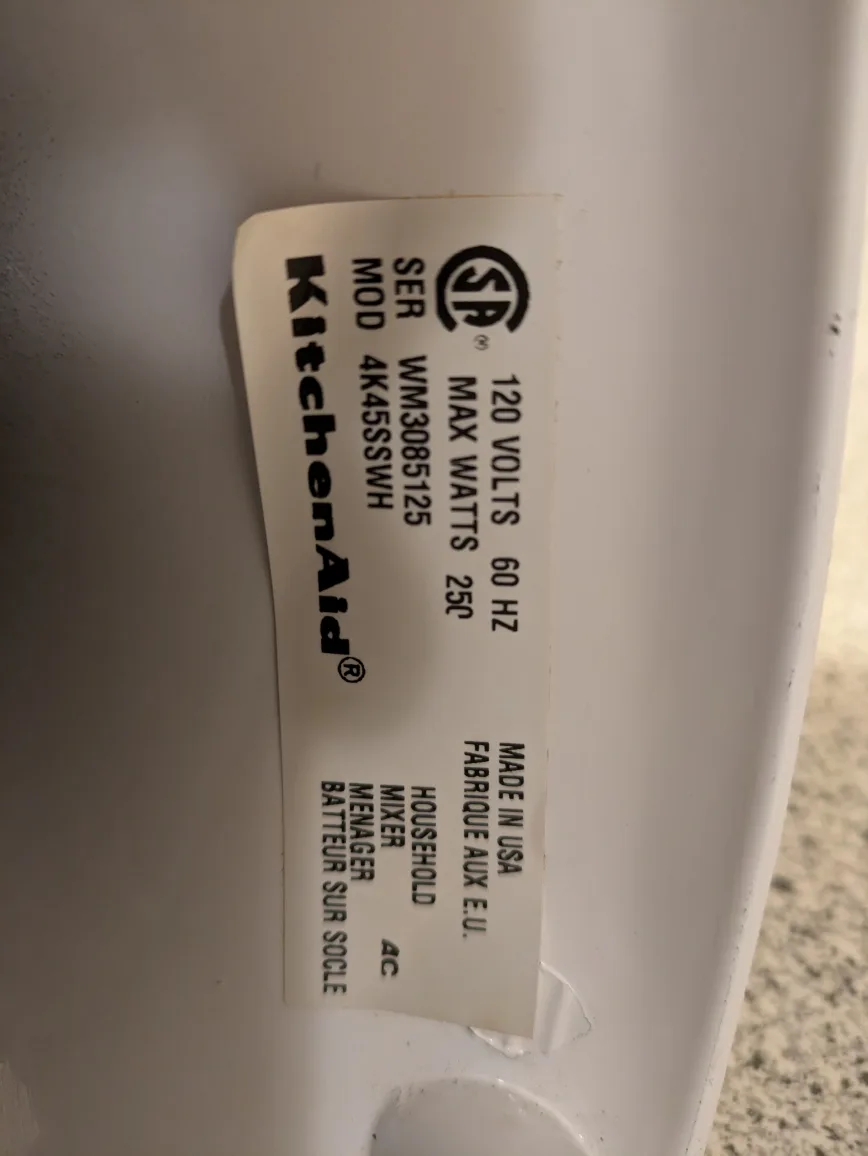 KitchenAid®
MOD 4K45SSWH
SER WM3085125
MAX WATTS 250
120 VOLTS 60 HZ
MADE IN USA
FABRIQUE AUX E.U.
HOUSEHOLD
MIXER 4C
MENAGER
BATTEUR SUR SOCLE
SA ®